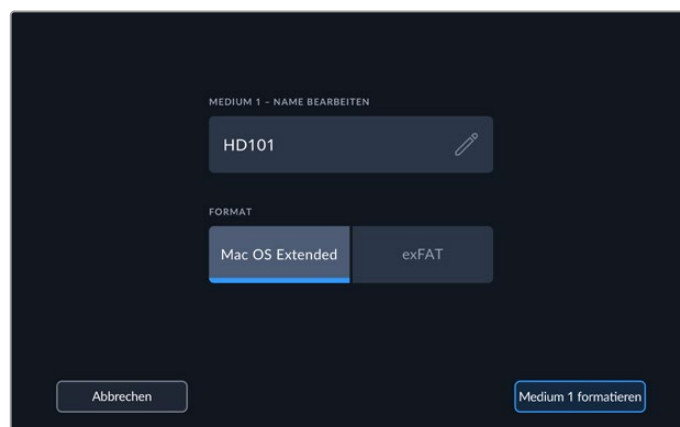 MEDIUM 1 – NAME BEARBEITEN
HD101
FORMAT
Mac OS Extended
exFAT
Abbrechen
Medium 1 formatieren